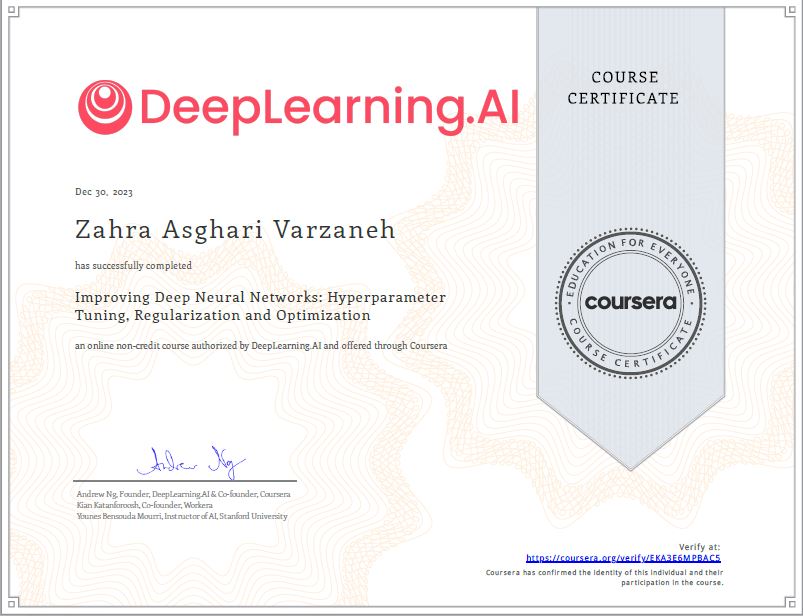 DeepLearning.AI
COURSE
CERTIFICATE
Dec 30, 2023
Zahra Asghari Varzaneh
has successfully completed
Improving Deep Neural Networks: Hyperparameter
Tuning, Regularization and Optimization
an online non-credit course authorized by DeepLearning.AI and offered through Coursera
EDUCATION FOR EVERYONE
coursera
COURSE CERTIFICATE
Andrew Ng
Andrew Ng, Founder, DeepLearning.AI & Co-founder, Coursera
Kian Katanforoosh, Co-founder, Workera
Younes Bensouda Mourri, Instructor of AI, Stanford University
Verify at:
https://coursera.org/verify/EKA3E6MPBAC5
Coursera has confirmed the identity of this individual and their
participation in the course.